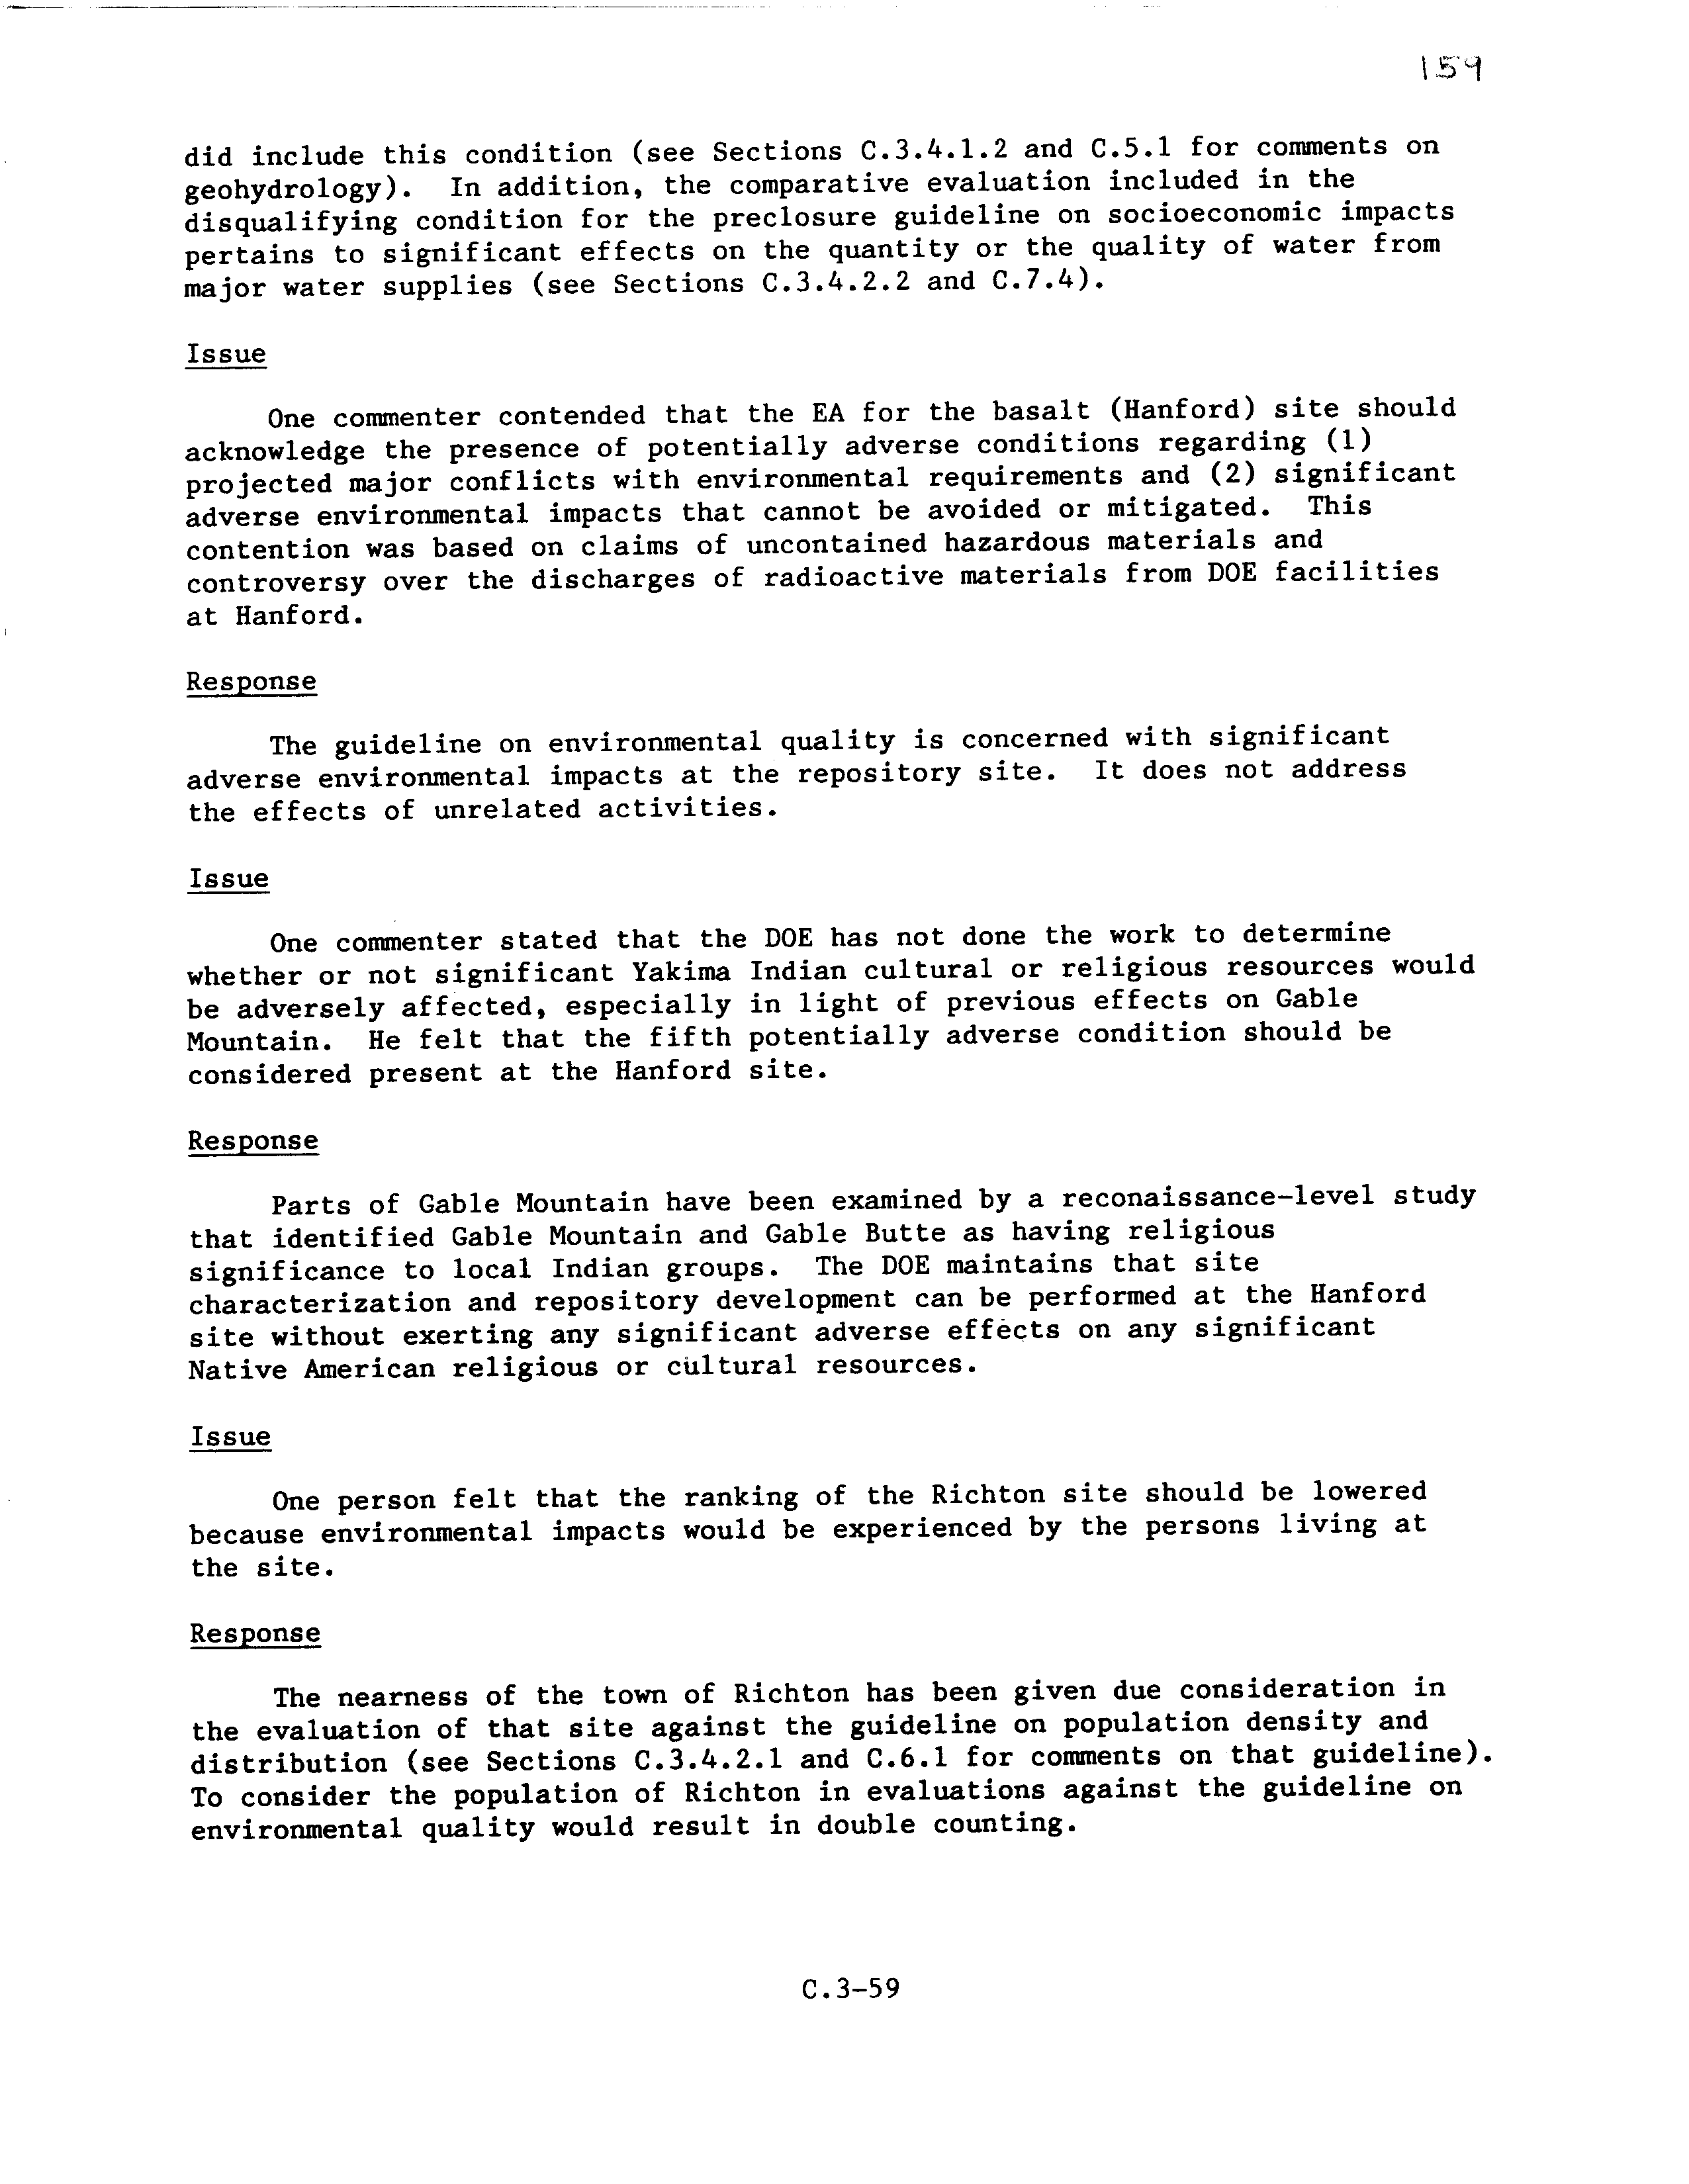 159
did include this condition (see Sections C.3.4.1.2 and C.5.1 for comments on
geohydrology).  In addition, the comparative evaluation included in the
disqualifying condition for the preclosure guideline on socioeconomic impacts
pertains to significant effects on the quantity or the quality of water from
major water supplies (see Sections C.3.4.2.2 and C.7.4).
Issue
One commenter contended that the EA for the basalt (Hanford) site should
acknowledge the presence of potentially adverse conditions regarding (1)
projected major conflicts with environmental requirements and (2) significant
adverse environmental impacts that cannot be avoided or mitigated.  This
contention was based on claims of uncontained hazardous materials and
controversy over the discharges of radioactive materials from DOE facilities
at Hanford.
Response
The guideline on environmental quality is concerned with significant
adverse environmental impacts at the repository site.  It does not address
the effects of unrelated activities.
Issue
One commenter stated that the DOE has not done the work to determine
whether or not significant Yakima Indian cultural or religious resources would
be adversely affected, especially in light of previous effects on Gable
Mountain.  He felt that the fifth potentially adverse condition should be
considered present at the Hanford site.
Response
Parts of Gable Mountain have been examined by a reconaissance-level study
that identified Gable Mountain and Gable Butte as having religious
significance to local Indian groups.  The DOE maintains that site
characterization and repository development can be performed at the Hanford
site without exerting any significant adverse effects on any significant
Native American religious or cultural resources.
Issue
One person felt that the ranking of the Richton site should be lowered
because environmental impacts would be experienced by the persons living at
the site.
Response
The nearness of the town of Richton has been given due consideration in
the evaluation of that site against the guideline on population density and
distribution (see Sections C.3.4.2.1 and C.6.1 for comments on that guideline).
To consider the population of Richton in evaluations against the guideline on
environmental quality would result in double counting.
C.3-59